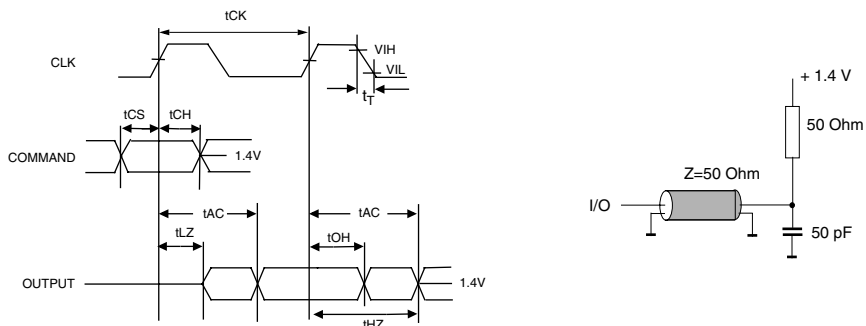 tCK
CLK
VIH
VIL
tT
tCS
tCH
COMMAND
1.4V
tAC
tAC
tLZ
tOH
OUTPUT
1.4V
tHZ
+ 1.4 V
50 Ohm
Z=50 Ohm
I/O
50 pF